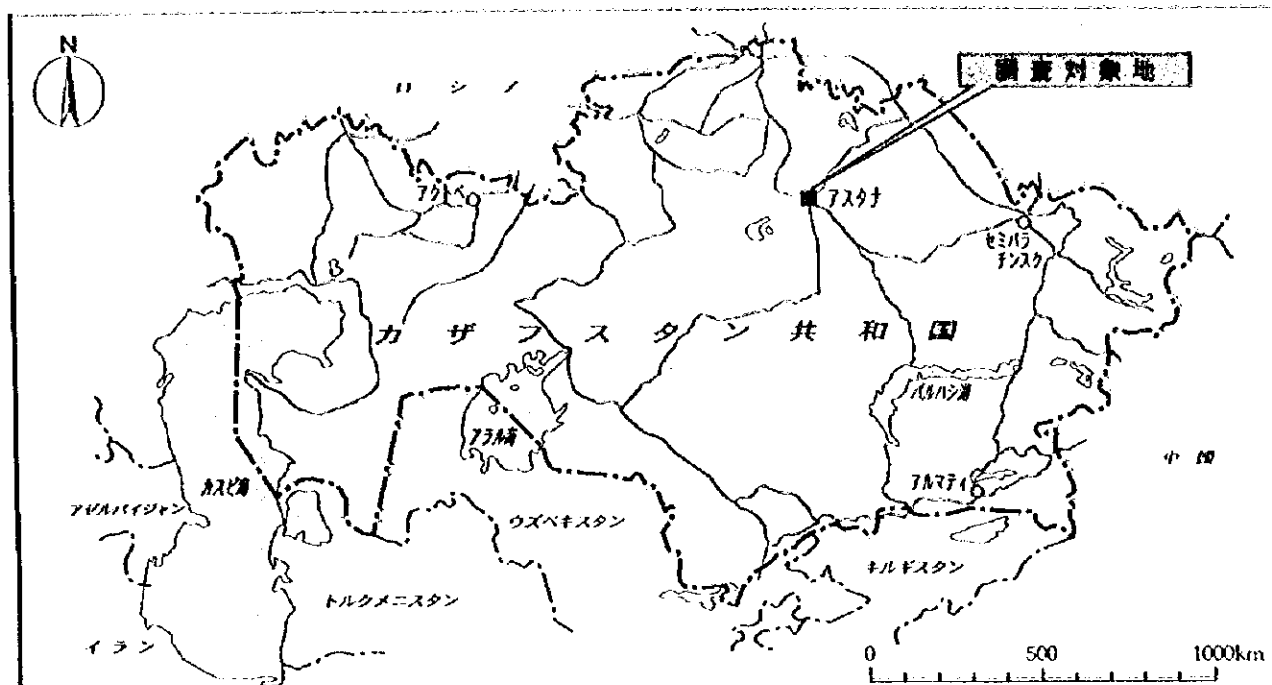 N
ロシア
調査対象地
アクトベ
アスタナ
セミパラ
チンスク
カザフスタン共和国
バルハシ湖
アラル海
カスピ海
アルマティ
中国
アゼルバイジャン
ウズベキスタン
キルギスタン
トルクメニスタン
イラン
0 500 1000km